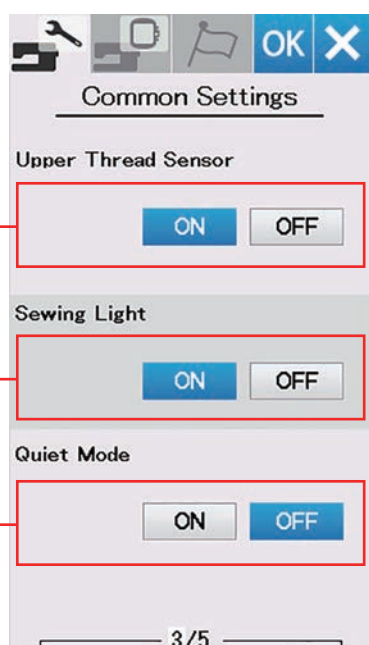 OK
Common Settings
Upper Thread Sensor
ON OFF
Sewing Light
ON OFF
Quiet Mode
ON OFF
3/5